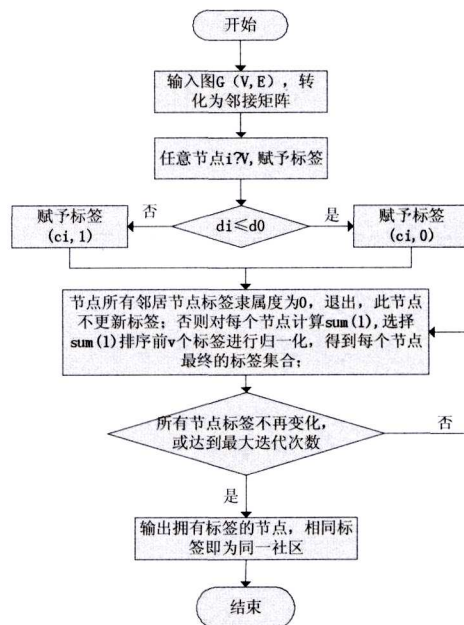 开始
输入图G（V,E），转
化为邻接矩阵
任意节点i?V,赋予标签
否
di≤d0
是
赋予标签
(ci,1)
赋予标签
(ci,0)
节点所有邻居节点标签隶属度为0，退出，此节点
不更新标签；否则对每个节点计算sum(l),选择
sum(l)排序前v个标签进行归一化，得到每个节点
最终的标签集合；
所有节点标签不再变化，
或达到最大迭代次数
否
是
输出拥有标签的节点，相同标
签即为同一社区
结束